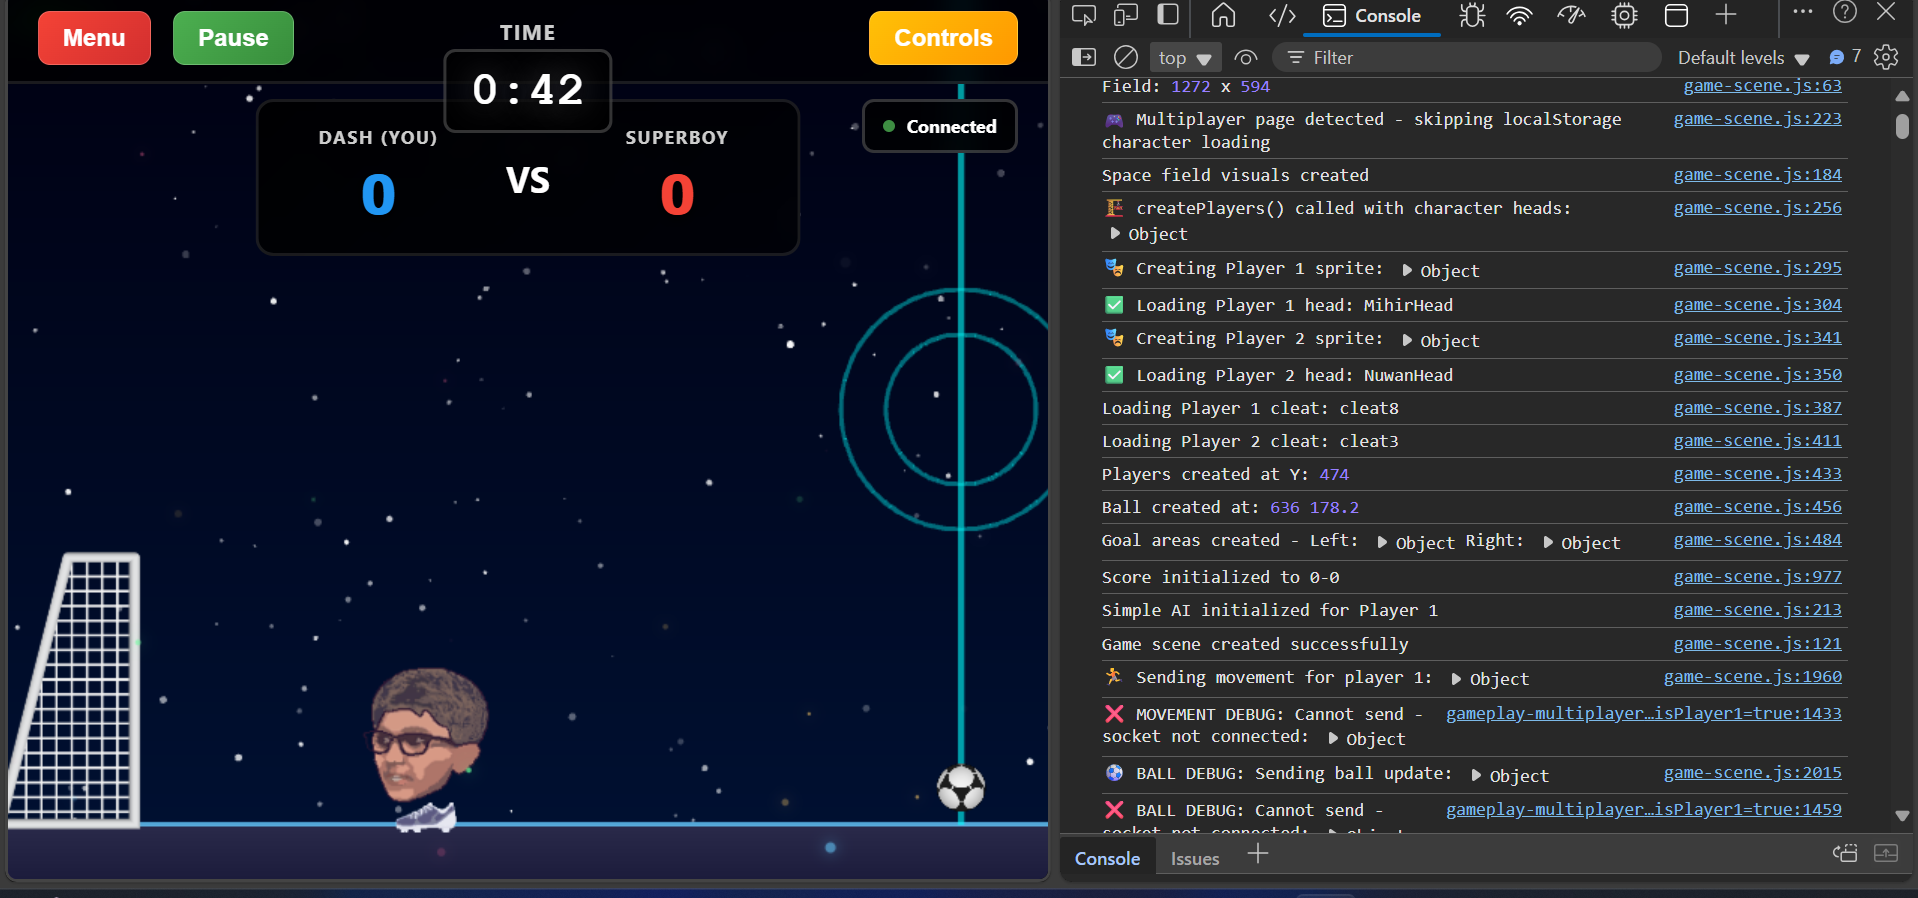 Menu
Pause
TIME
0:42
Controls
DASH (YOU)
0
VS
SUPERBOY
0
Connected
Console
top
Filter
Default levels
7
Field: 1272 x 594 game-scene.js:63
🎮 Multiplayer page detected - skipping localStorage game-scene.js:223
character loading
Space field visuals created game-scene.js:184
🏗️ createPlayers() called with character heads: game-scene.js:256
▶ Object
🎭 Creating Player 1 sprite: ▶ Object game-scene.js:295
✅ Loading Player 1 head: MihirHead game-scene.js:304
🎭 Creating Player 2 sprite: ▶ Object game-scene.js:341
✅ Loading Player 2 head: NuwanHead game-scene.js:350
Loading Player 1 cleat: cleat8 game-scene.js:387
Loading Player 2 cleat: cleat3 game-scene.js:411
Players created at Y: 474 game-scene.js:433
Ball created at: 636 178.2 game-scene.js:456
Goal areas created - Left: ▶ Object Right: ▶ Object game-scene.js:484
Score initialized to 0-0 game-scene.js:977
Simple AI initialized for Player 1 game-scene.js:213
Game scene created successfully game-scene.js:121
🏃 Sending movement for player 1: ▶ Object game-scene.js:1960
❌ MOVEMENT DEBUG: Cannot send - gameplay-multiplayer…isPlayer1=true:1433
socket not connected: ▶ Object
⚽ BALL DEBUG: Sending ball update: ▶ Object game-scene.js:2015
❌ BALL DEBUG: Cannot send - gameplay-multiplayer…isPlayer1=true:1459
socket not connected: ▶ Object
Console
Issues